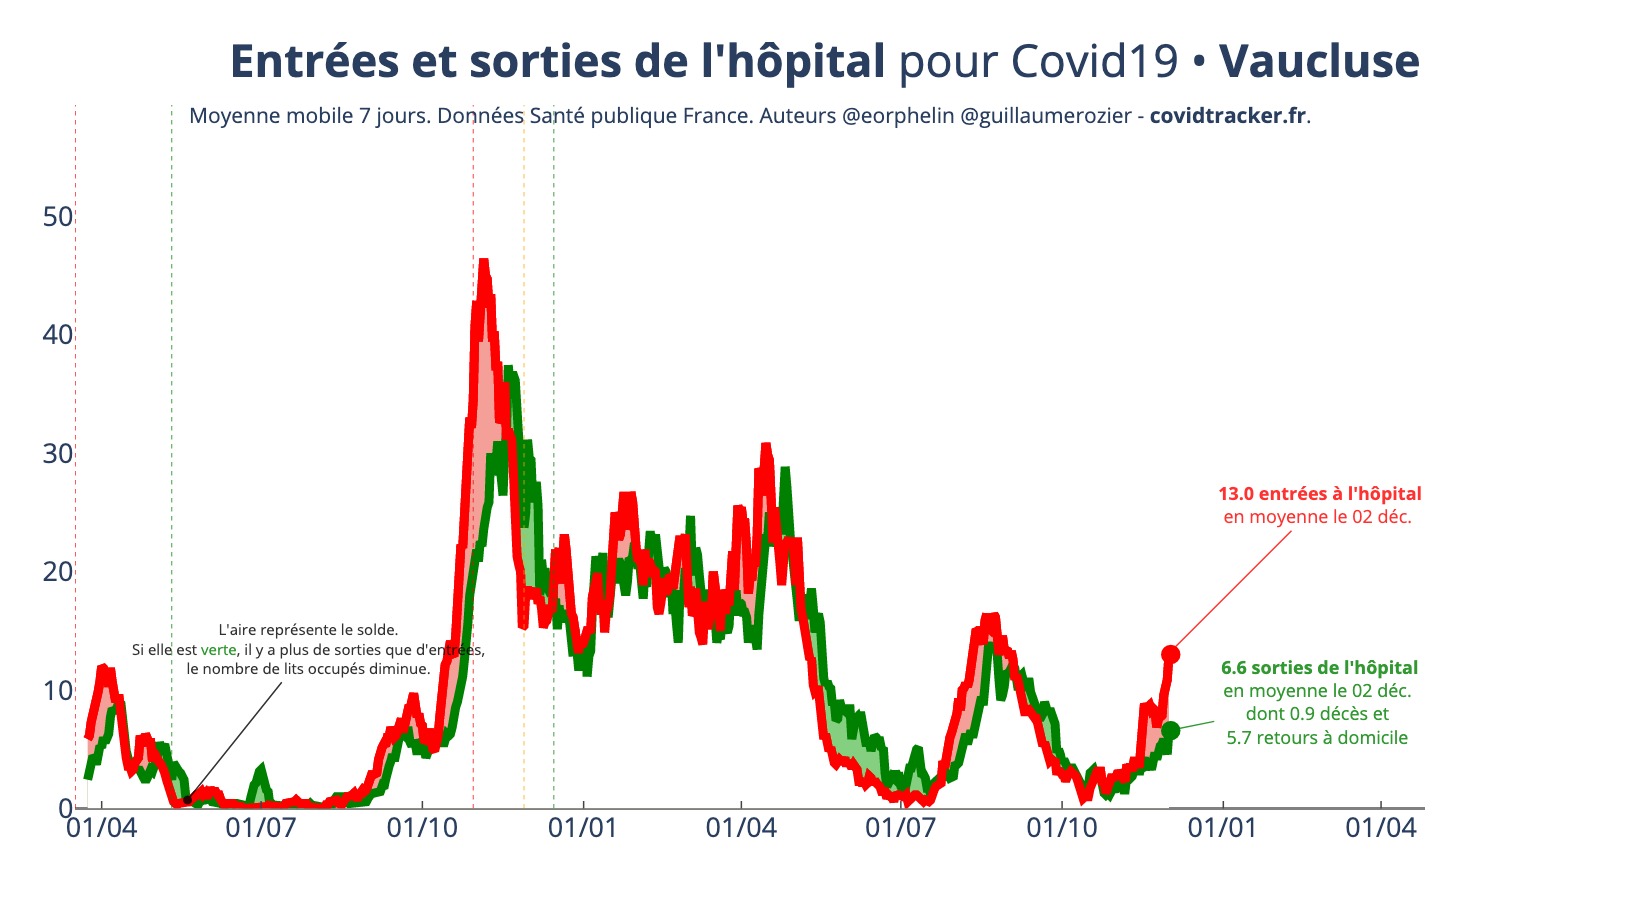 Entrées et sorties de l'hôpital pour Covid19 • Vaucluse
Moyenne mobile 7 jours. Données Santé publique France. Auteurs @eorphelin @guillaumerozier - covidtracker.fr.
50
40
30
20
10
0
13.0 entrées à l'hôpital
en moyenne le 02 déc.
L'aire représente le solde.
Si elle est verte, il y a plus de sorties que d'entrées,
le nombre de lits occupés diminue.
6.6 sorties de l'hôpital
en moyenne le 02 déc.
dont 0.9 décès et
5.7 retours à domicile
01/04 01/07 01/10 01/01 01/04 01/07 01/10 01/01 01/04